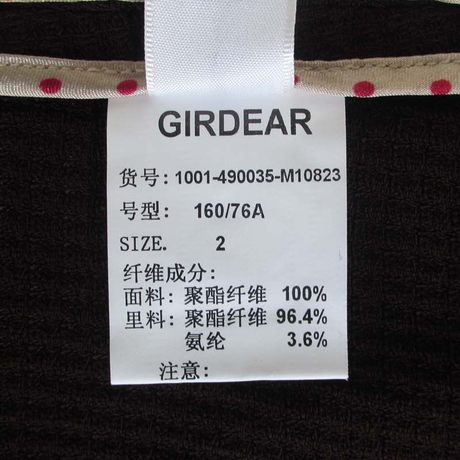 GIRDEAR
货号: 1001-490035-M10823
号型: 160/76A
SIZE. 2
纤维成分:
面料: 聚酯纤维 100%
里料: 聚酯纤维 96.4%
氨纶 3.6%
注意: